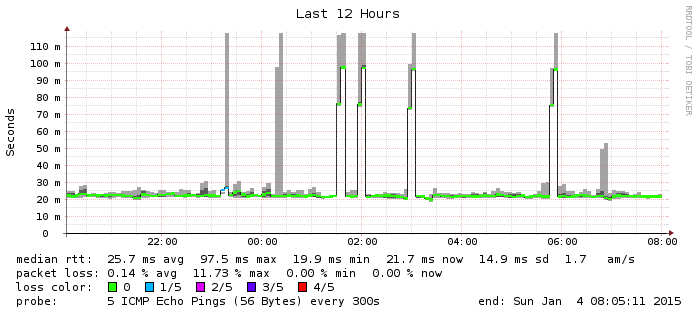 Last 12 Hours
RRDTOOL / TOBI OETIKER
Seconds
110 m
100 m
90 m
80 m
70 m
60 m
50 m
40 m
30 m
20 m
10 m
0
22:00 00:00 02:00 04:00 06:00 08:00
median rtt: 25.7 ms avg 97.5 ms max 19.9 ms min 21.7 ms now 14.9 ms sd 1.7 am/s
packet loss: 0.14 % avg 11.73 % max 0.00 % min 0.00 % now
loss color: 0 1/5 2/5 3/5 4/5
probe: 5 ICMP Echo Pings (56 Bytes) every 300s end: Sun Jan 4 08:05:11 2015